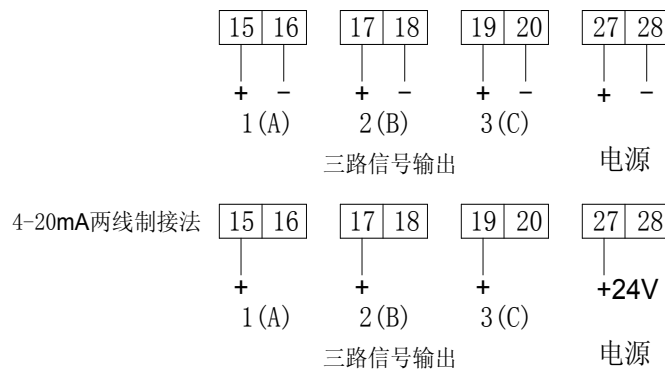 15 16 17 18 19 20 27 28
+ − + − + − + −
1(A) 2(B) 3(C)
三路信号输出 电源
4-20mA两线制接法 15 16 17 18 19 20 27 28
+ + + +24V
1(A) 2(B) 3(C)
三路信号输出 电源